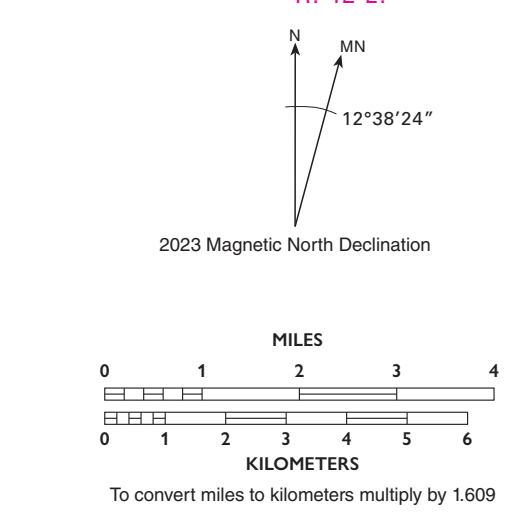 N
MN
12°38’24”
2023 Magnetic North Declination
MILES
0 1 2 3 4
0 1 2 3 4 5 6
KILOMETERS
To convert miles to kilometers multiply by 1.609